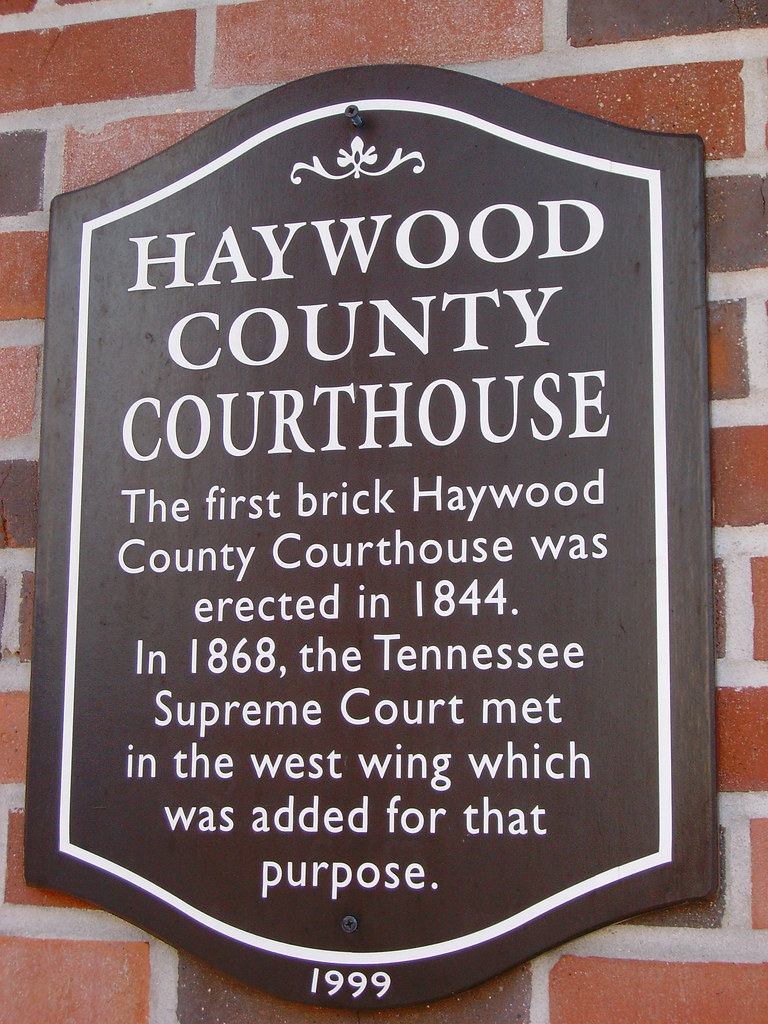 HAYWOOD
COUNTY
COURTHOUSE
The first brick Haywood
County Courthouse was
erected in 1844.
In 1868, the Tennessee
Supreme Court met
in the west wing which
was added for that
purpose.
1999